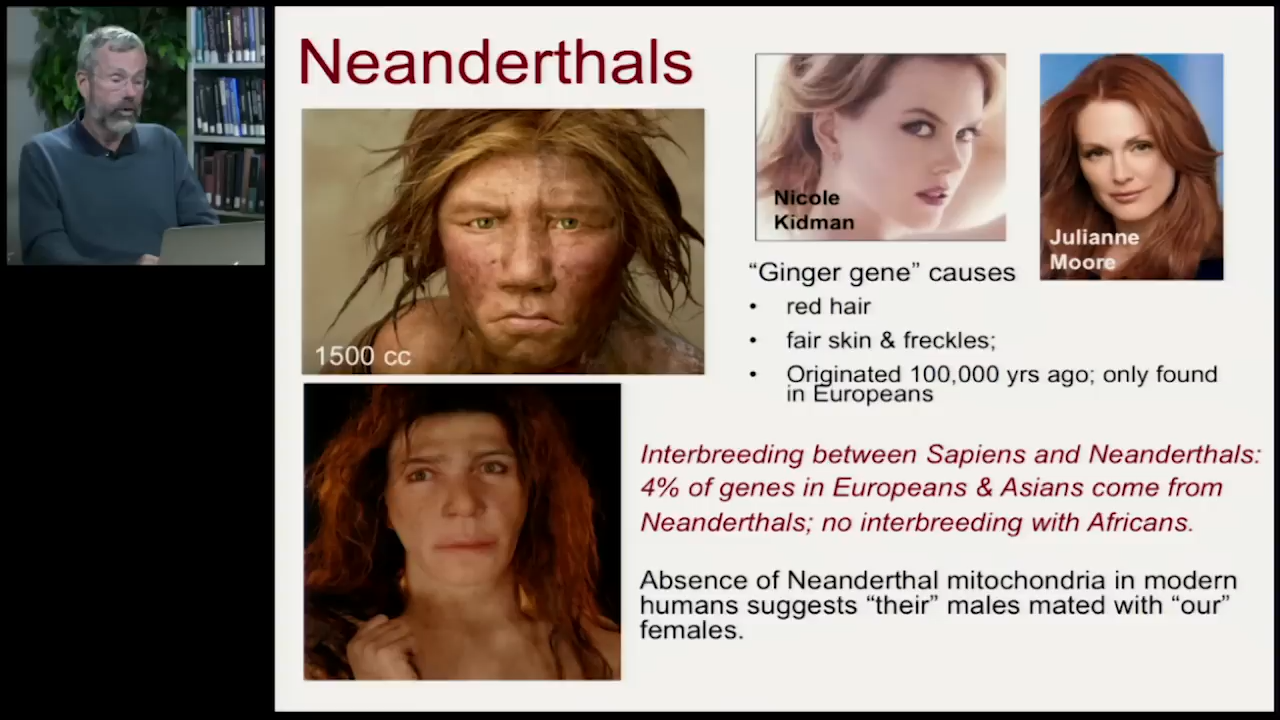 Neanderthals
1500 cc
Nicole
Kidman
Julianne
Moore
“Ginger gene” causes
• red hair
• fair skin & freckles;
• Originated 100,000 yrs ago; only found
in Europeans
Interbreeding between Sapiens and Neanderthals:
4% of genes in Europeans & Asians come from
Neanderthals; no interbreeding with Africans.
Absence of Neanderthal mitochondria in modern
humans suggests “their” males mated with “our”
females.